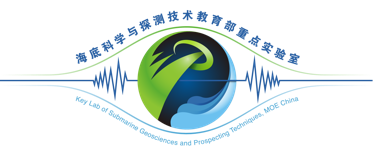 海底科学与探测技术教育部重点实验室
Key Lab of Submarine Geosciences and Prospecting Techniques, MOE China